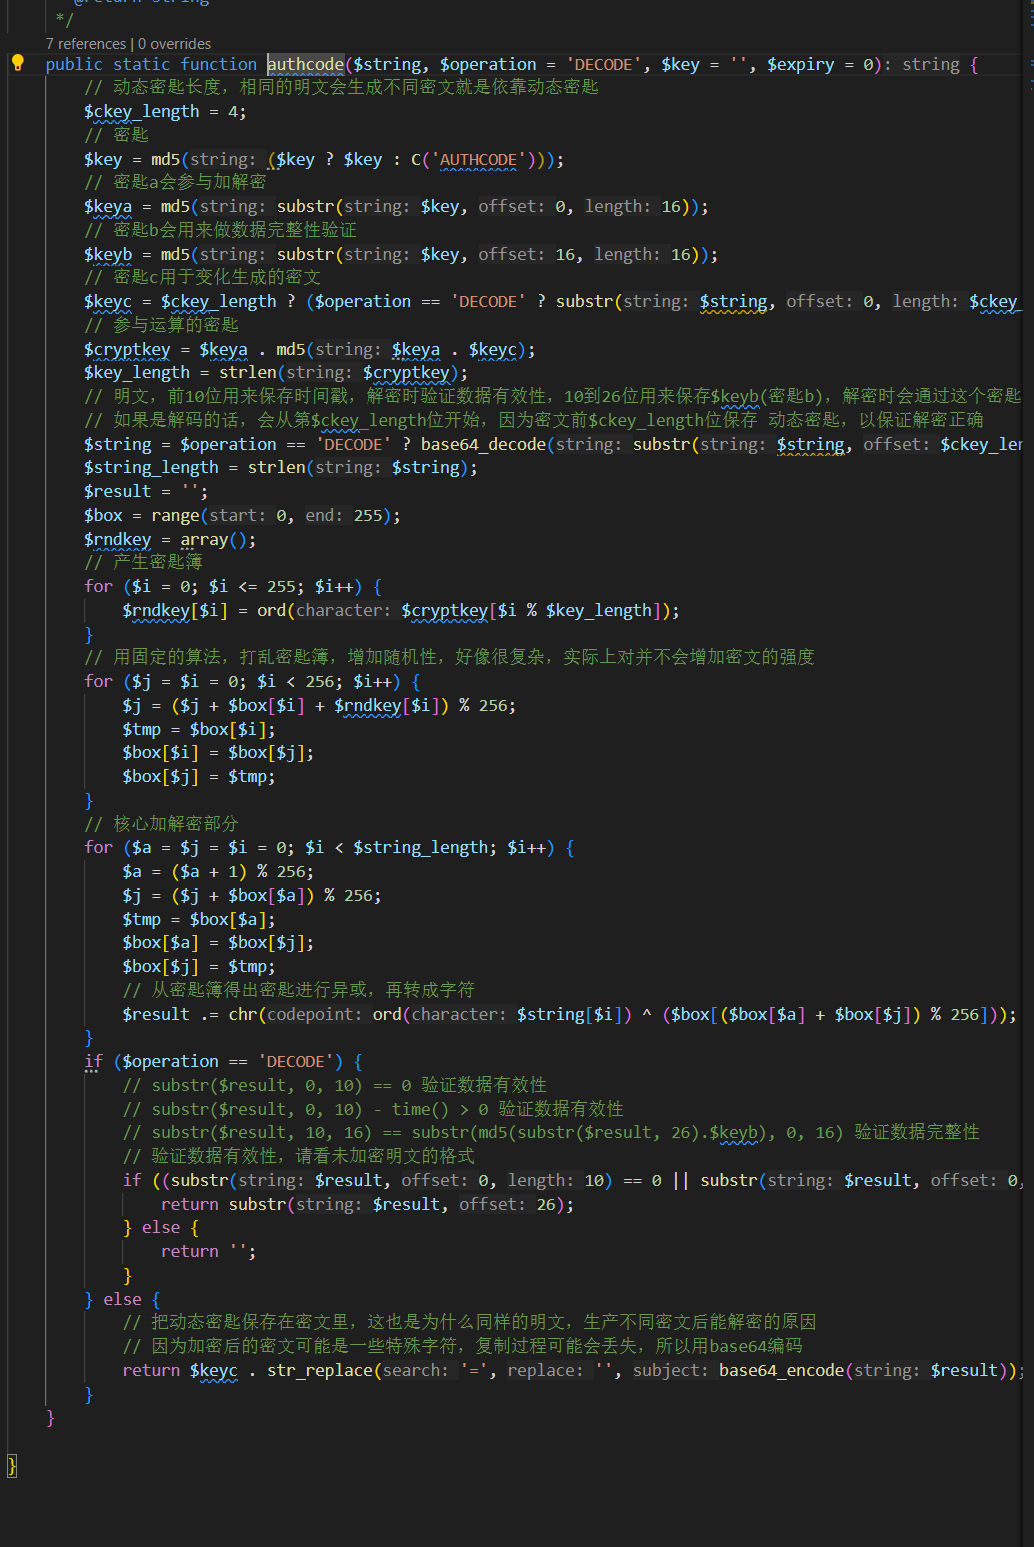 @return string
*/
7 references | 0 overrides
public static function authcode($string, $operation = 'DECODE', $key = '', $expiry = 0): string {
// 动态密匙长度，相同的明文会生成不同密文就是依靠动态密匙
$ckey_length = 4;
// 密匙
$key = md5(string: ($key ? $key : C('AUTHCODE')));
// 密匙a会参与加解密
$keya = md5(string: substr(string: $key, offset: 0, length: 16));
// 密匙b会用来做数据完整性验证
$keyb = md5(string: substr(string: $key, offset: 16, length: 16));
// 密匙c用于变化生成的密文
$keyc = $ckey_length ? ($operation == 'DECODE' ? substr(string: $string, offset: 0, length: $ckey_
// 参与运算的密匙
$cryptkey = $keya . md5(string: $keya . $keyc);
$key_length = strlen(string: $cryptkey);
// 明文，前10位用来保存时间戳，解密时验证数据有效性，10到26位用来保存$keyb(密匙b)，解密时会通过这个密匙
// 如果是解码的话，会从第$ckey_length位开始，因为密文前$ckey_length位保存 动态密匙，以保证解密正确
$string = $operation == 'DECODE' ? base64_decode(string: substr(string: $string, offset: $ckey_len
$string_length = strlen(string: $string);
$result = '';
$box = range(start: 0, end: 255);
$rndkey = array();
// 产生密匙簿
for ($i = 0; $i <= 255; $i++) {
$rndkey[$i] = ord(character: $cryptkey[$i % $key_length]);
}
// 用固定的算法，打乱密匙簿，增加随机性，好像很复杂，实际上对并不会增加密文的强度
for ($j = $i = 0; $i < 256; $i++) {
$j = ($j + $box[$i] + $rndkey[$i]) % 256;
$tmp = $box[$i];
$box[$i] = $box[$j];
$box[$j] = $tmp;
}
// 核心加解密部分
for ($a = $j = $i = 0; $i < $string_length; $i++) {
$a = ($a + 1) % 256;
$j = ($j + $box[$a]) % 256;
$tmp = $box[$a];
$box[$a] = $box[$j];
$box[$j] = $tmp;
// 从密匙簿得出密匙进行异或，再转成字符
$result .= chr(codepoint: ord(character: $string[$i]) ^ ($box[($box[$a] + $box[$j]) % 256]));
}
if ($operation == 'DECODE') {
// substr($result, 0, 10) == 0 验证数据有效性
// substr($result, 0, 10) - time() > 0 验证数据有效性
// substr($result, 10, 16) == substr(md5(substr($result, 26).$keyb), 0, 16) 验证数据完整性
// 验证数据有效性，请看未加密明文的格式
if ((substr(string: $result, offset: 0, length: 10) == 0 || substr(string: $result, offset: 0,
return substr(string: $result, offset: 26);
} else {
return '';
}
} else {
// 把动态密匙保存在密文里，这也是为什么同样的明文，生产不同密文后能解密的原因
// 因为加密后的密文可能是一些特殊字符，复制过程可能会丢失，所以用base64编码
return $keyc . str_replace(search: '=', replace: '', subject: base64_encode(string: $result));
}
}
}